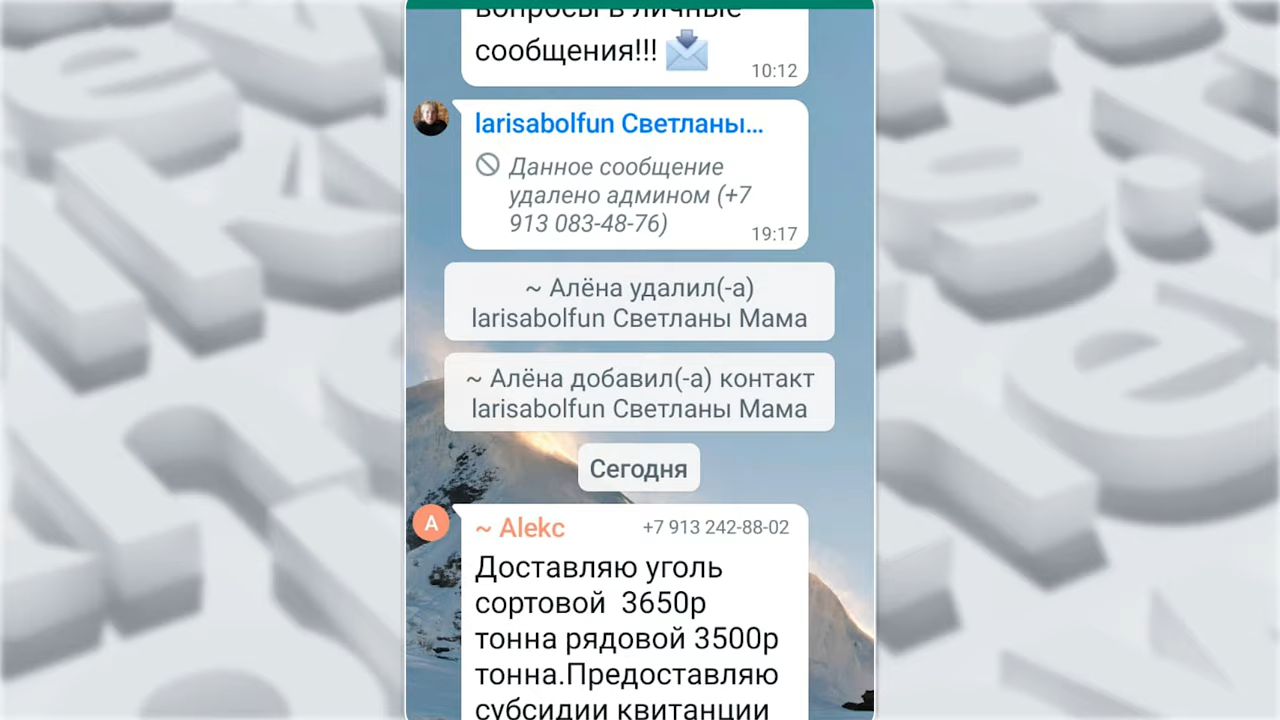 вопросы в личные
сообщения!!!
10:12
larisabolfun Светланы...
Данное сообщение
удалено админом (+7
913 083-48-76)
19:17
~ Алёна удалил(-а)
larisabolfun Светланы Мама
~ Алёна добавил(-а) контакт
larisabolfun Светланы Мама
Сегодня
A
~ Alekc +7 913 242-88-02
Доставляю уголь
сортовой 3650р
тонна рядовой 3500р
тонна.Предоставляю
субсидии квитанции